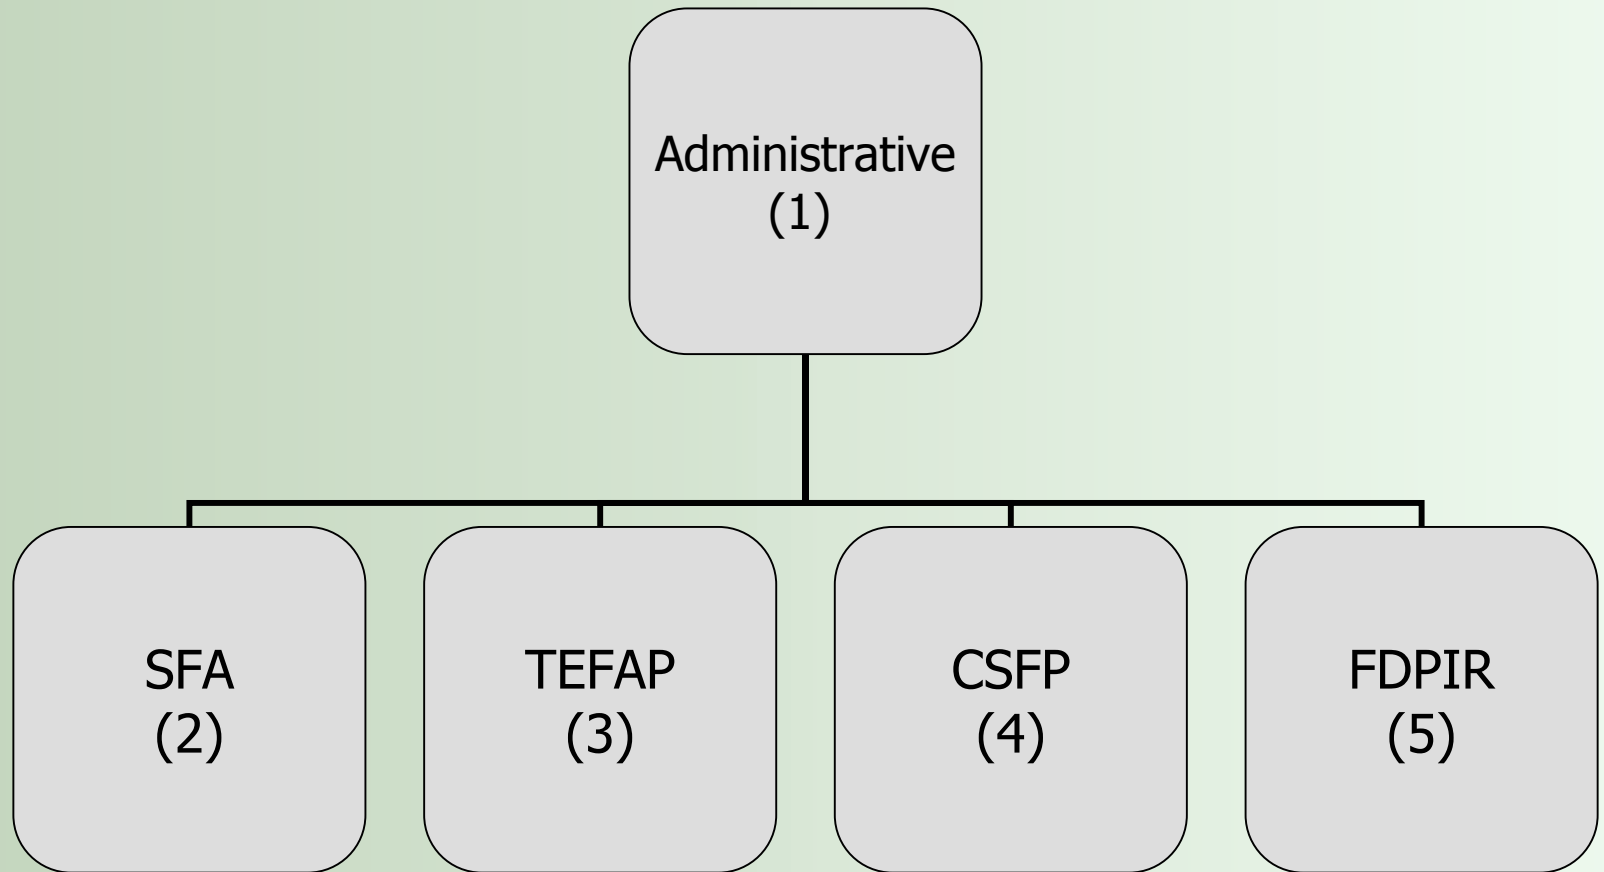 Administrative
(1)
SFA
(2)
TEFAP
(3)
CSFP
(4)
FDPIR
(5)